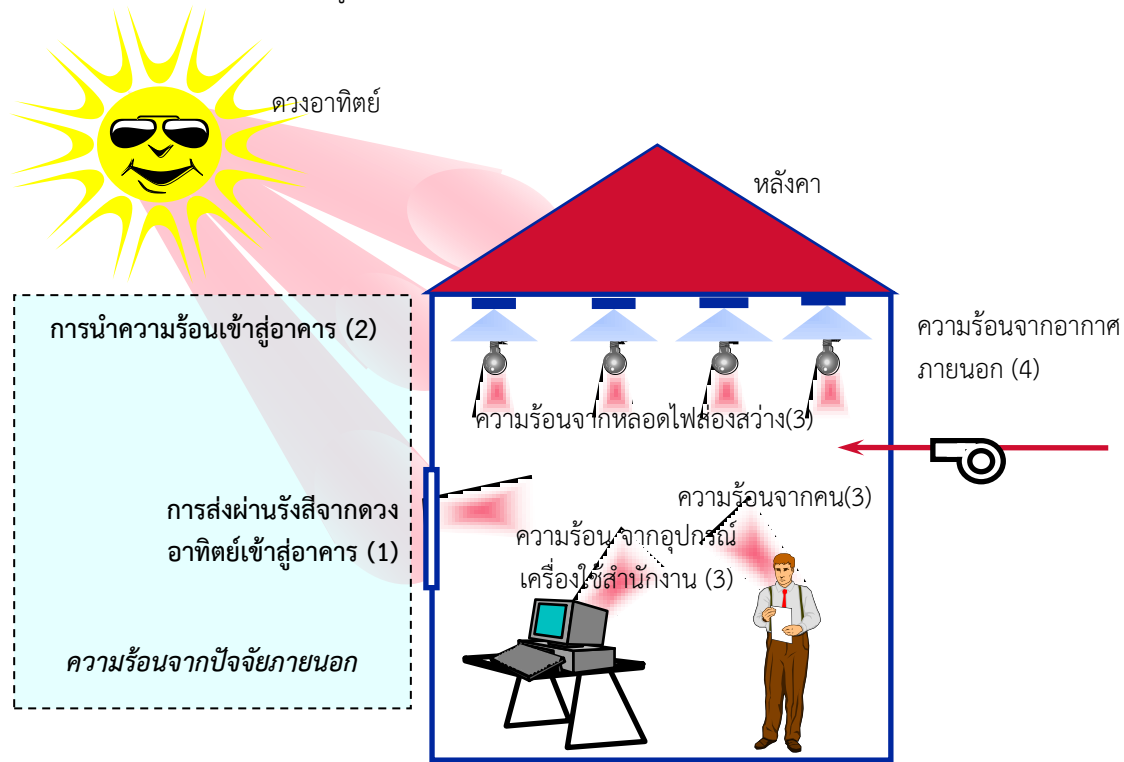 ดวงอาทิตย์
หลังคา
การนำความร้อนเข้าสู่อาคาร (2)
ความร้อนจากอากาศ
ภายนอก (4)
ความร้อนจากหลอดไฟส่องสว่าง(3)
การส่งผ่านรังสีจากดวง
อาทิตย์เข้าสู่อาคาร (1)
ความร้อนจากคน(3)
ความร้อน จากอุปกรณ์
เครื่องใช้สำนักงาน (3)
ความร้อนจากปัจจัยภายนอก